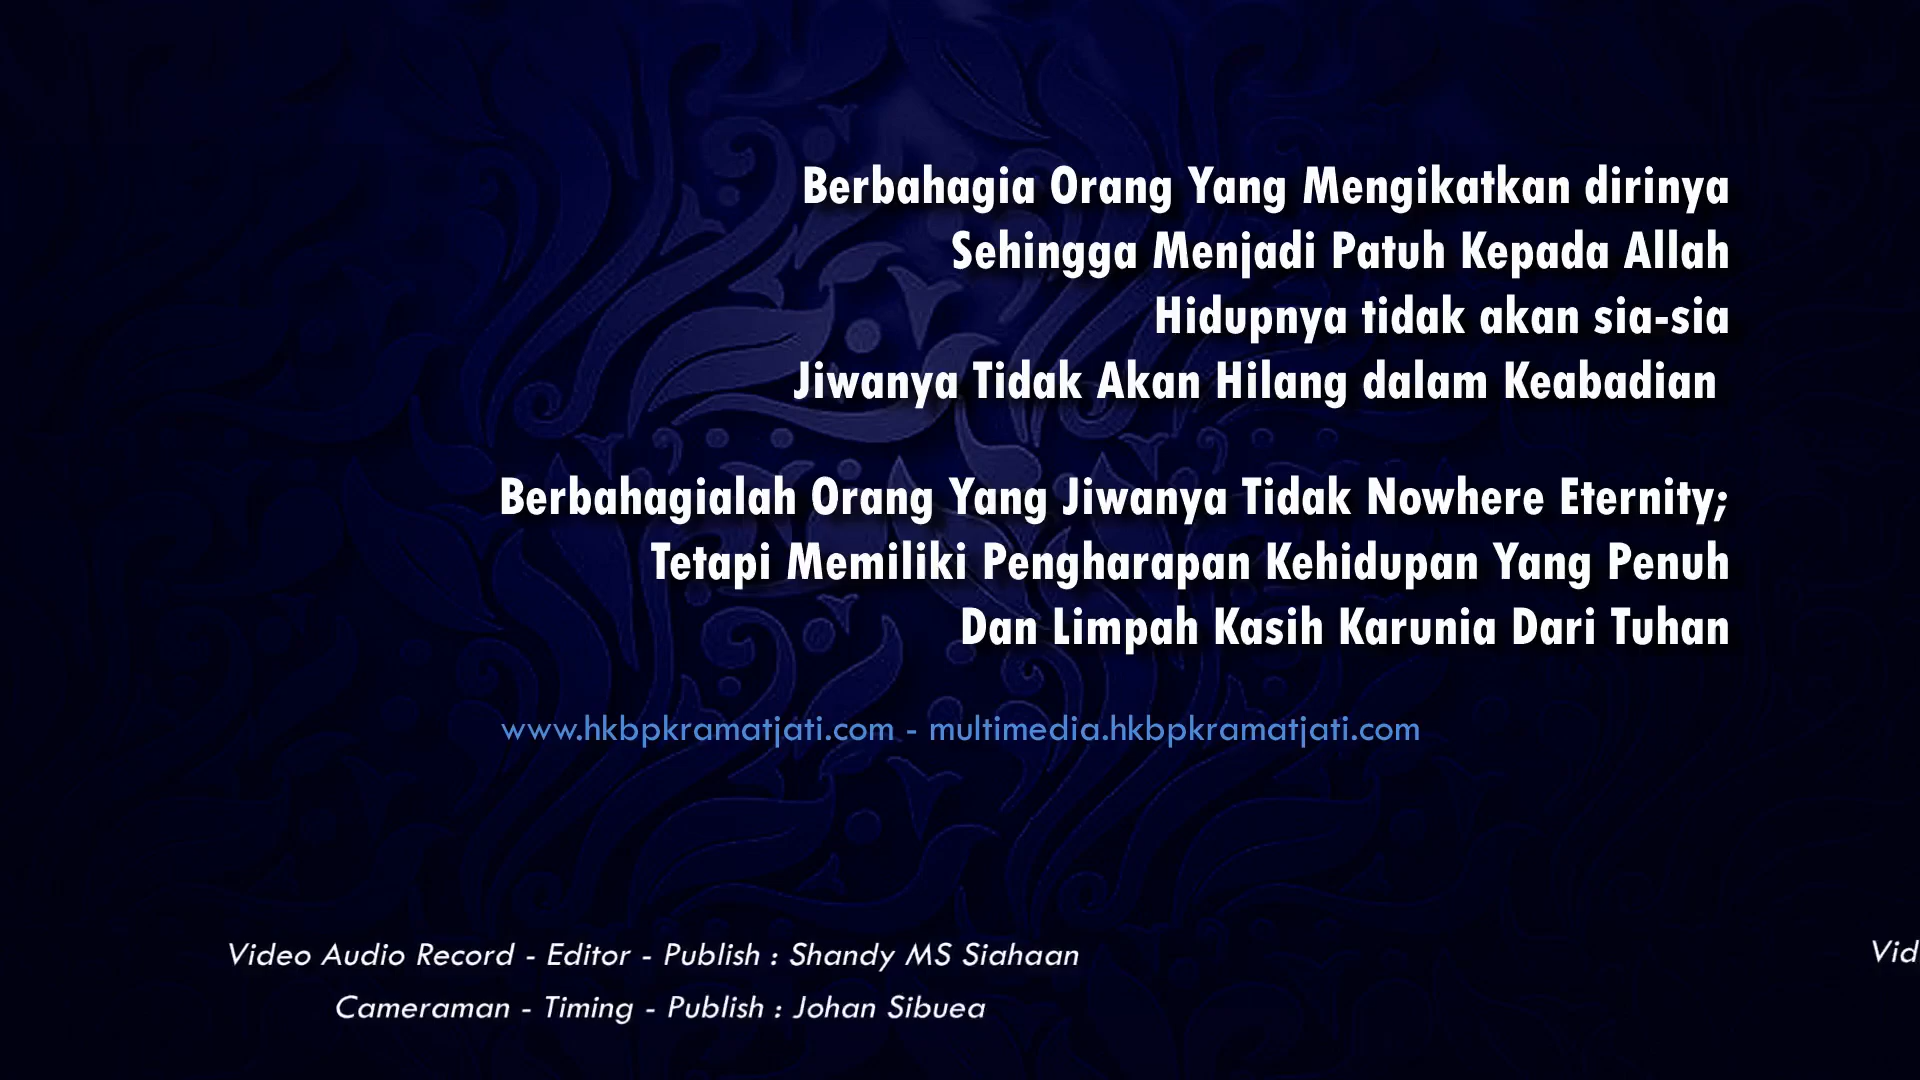 Berbahagia Orang Yang Mengikatkan dirinya
Sehingga Menjadi Patuh Kepada Allah
Hidupnya tidak akan sia-sia
Jiwanya Tidak Akan Hilang dalam Keabadian
Berbahagialah Orang Yang Jiwanya Tidak Nowhere Eternity;
Tetapi Memiliki Pengharapan Kehidupan Yang Penuh
Dan Limpah Kasih Karunia Dari Tuhan
www.hkbpkramatjati.com - multimedia.hkbpkramatjati.com
Video Audio Record - Editor - Publish : Shandy MS Siahaan
Vid
Cameraman - Timing - Publish : Johan Sibuea